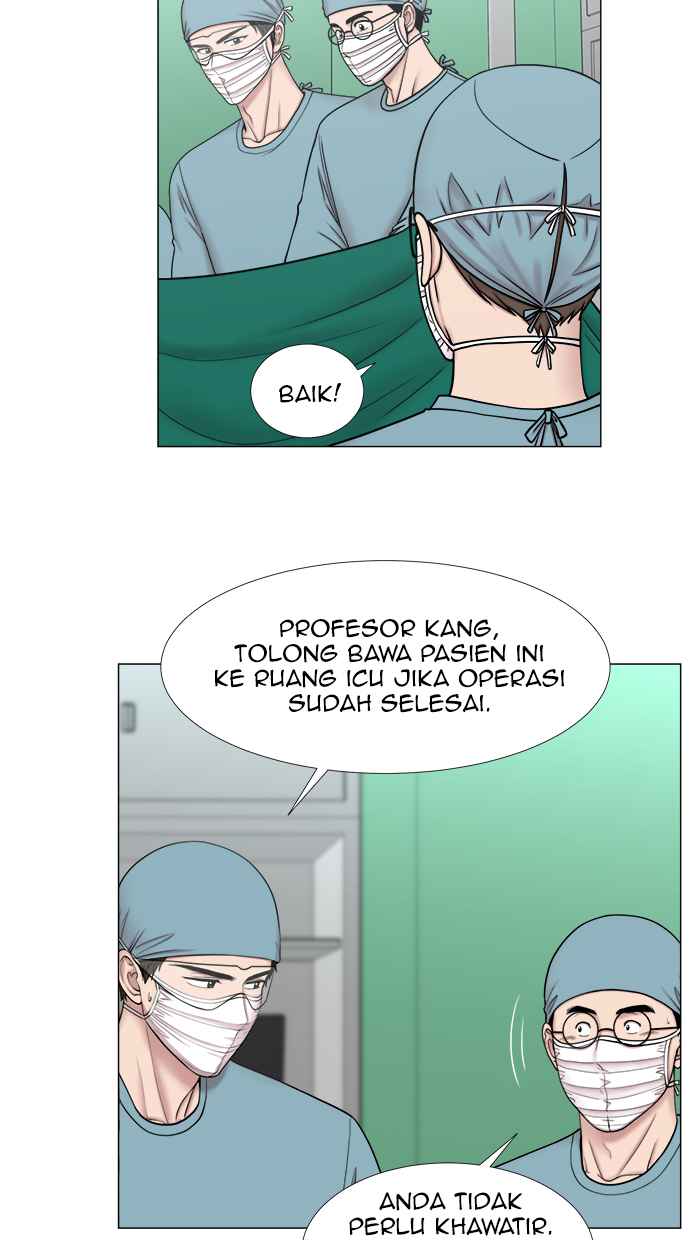 BAIK!
PROFESOR KANG,
TOLONG BAWA PASIEN INI
KE RUANG ICU JIKA OPERASI
SUDAH SELESAI.
ANDA TIDAK
PERLU KHAWATIR.